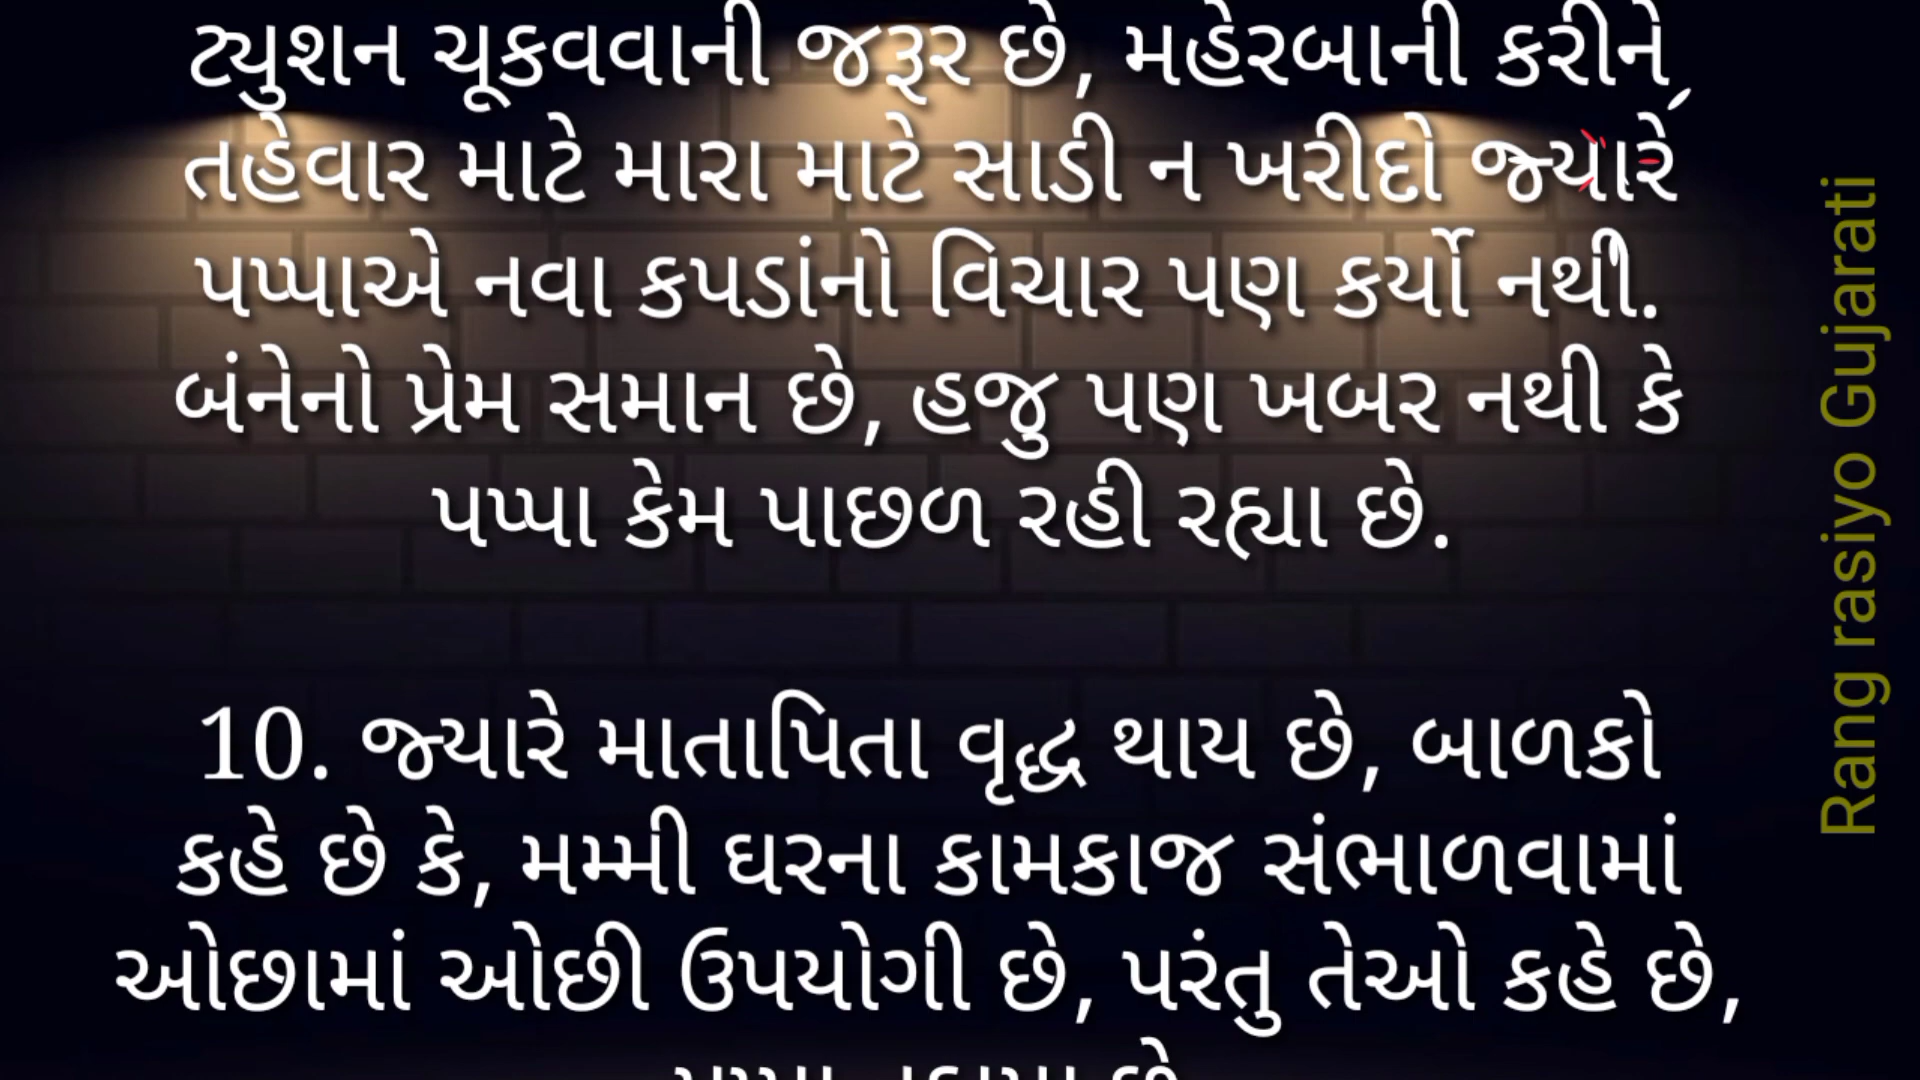 ટ્યુશન ચૂકવવાની જરૂર છે, મહેરબાની કરીને
તહેવાર માટે મારા માટે સાડી ન ખરીદો જ્યારે
પપ્પાએ નવા કપડાંનો વિચાર પણ કર્યો નથી.
બંનેનો પ્રેમ સમાન છે, હજુ પણ ખબર નથી કે
પપ્પા કેમ પાછળ રહી રહ્યા છે.
10. જ્યારે માતાપિતા વૃદ્ધ થાય છે, બાળકો
કહે છે કે, મમ્મી ઘરના કામકાજ સંભાળવામાં
ઓછામાં ઓછી ઉપયોગી છે, પરંતુ તેઓ કહે છે,
Rang rasiyo Gujarati